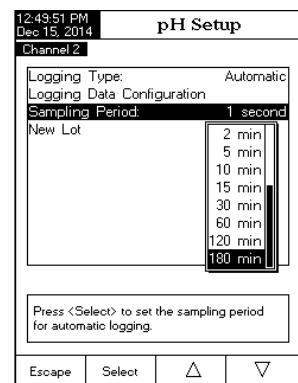 12:49:51 PM
Dec 15, 2014
pH Setup
Channel 2
Logging Type: Automatic
Logging Data Configuration
Sampling Period: 1 second
New Lot
2 min
5 min
10 min
15 min
30 min
60 min
120 min
180 min
Press <Select> to set the sampling period
for automatic logging.
Escape Select △ ▽